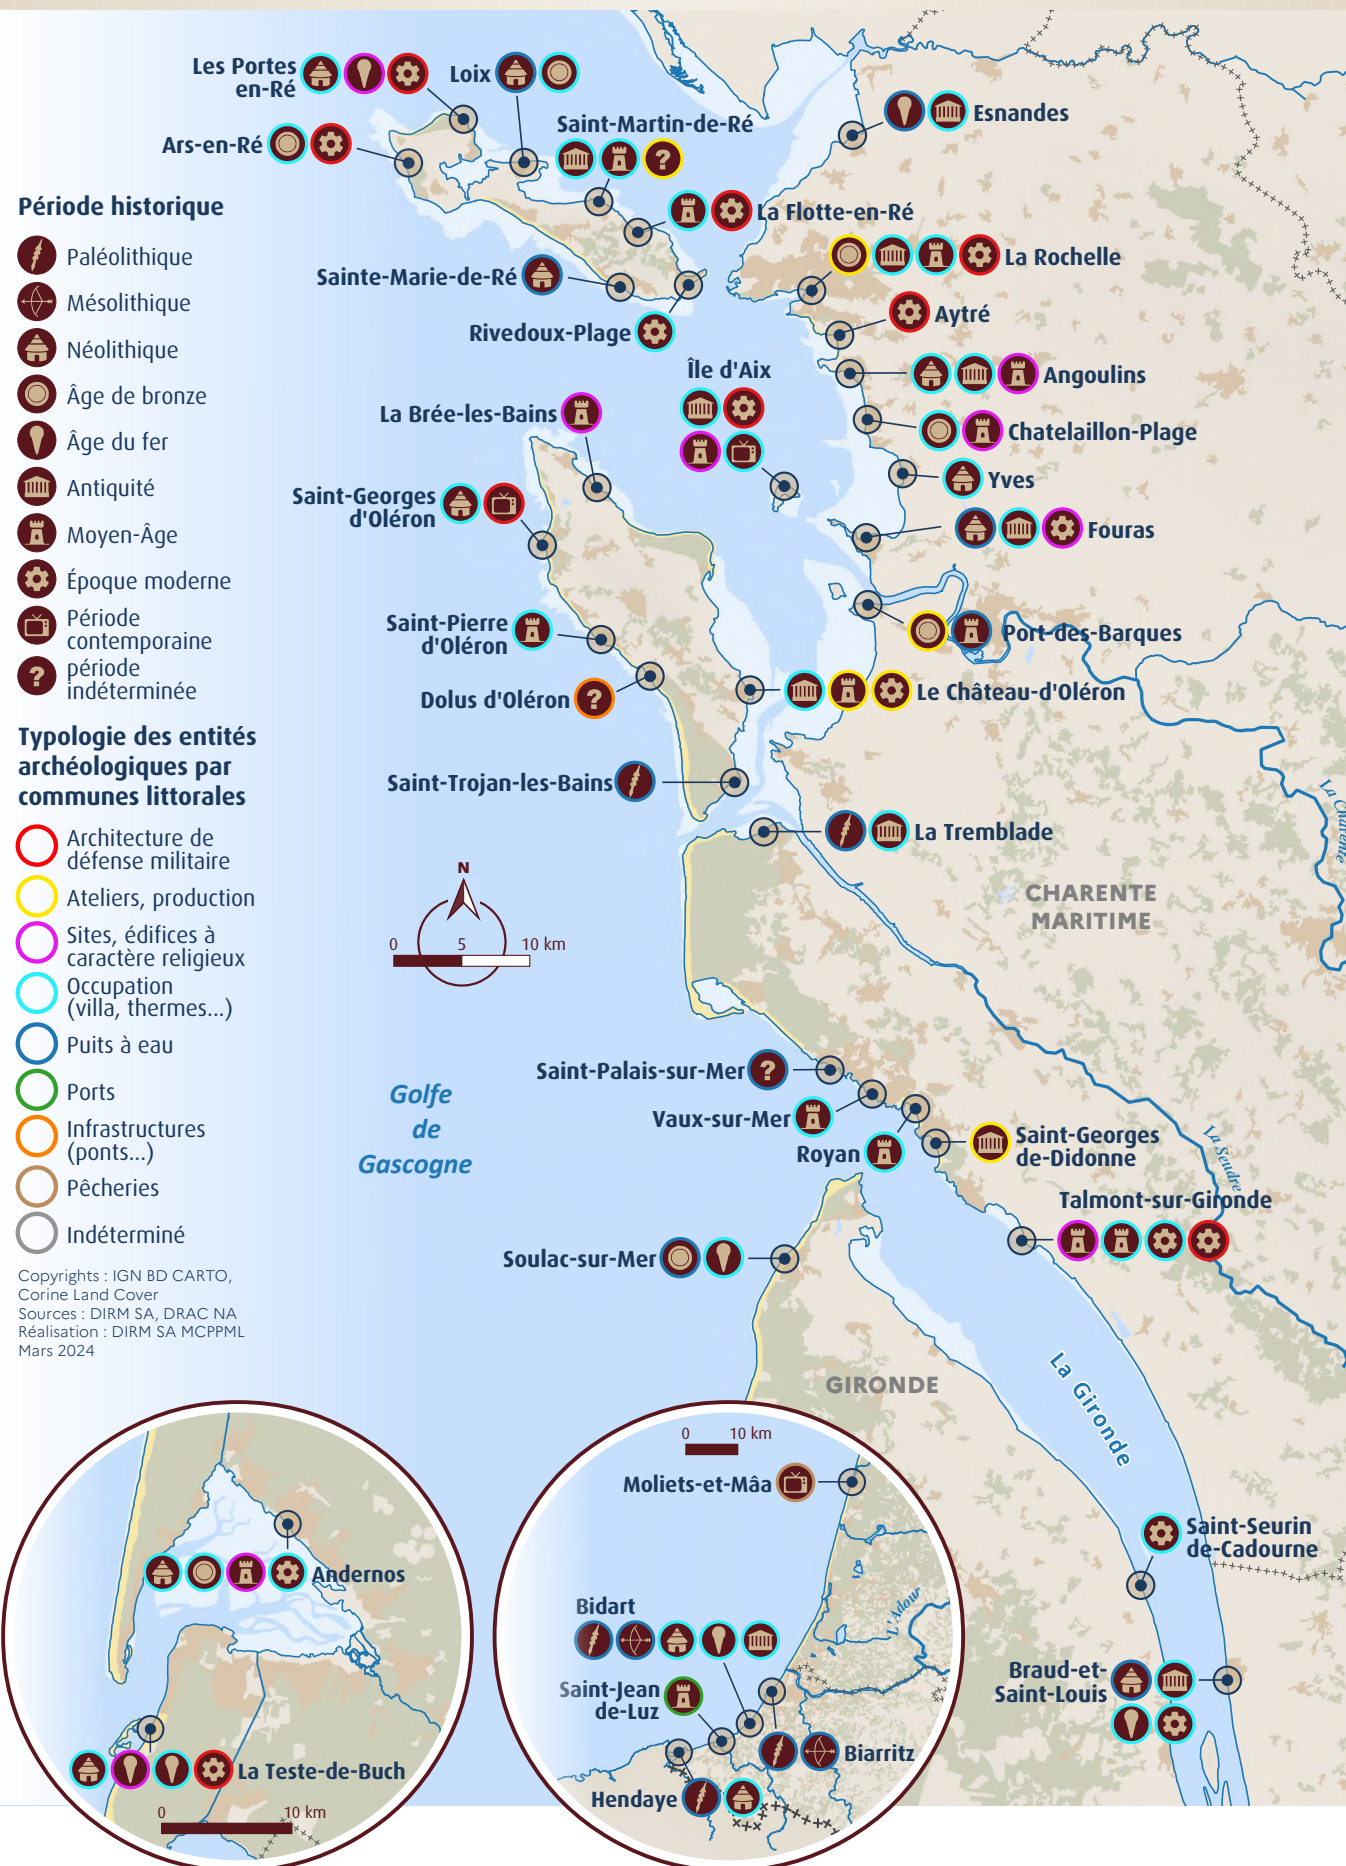 Les Portes
en-Ré
Loix
Saint-Martin-de-Ré
Esnandes
Ars-en-Ré
La Flotte-en-Ré
La Rochelle
Sainte-Marie-de-Ré
Aytré
Rivedoux-Plage
Île d'Aix
Angoulins
La Brée-les-Bains
Chatelaillon-Plage
Yves
Saint-Georges
d'Oléron
Fouras
Saint-Pierre
d'Oléron
Port-des-Barques
Dolus d'Oléron
Le Château-d'Oléron
Saint-Trojan-les-Bains
La Tremblade
La Charente
CHARENTE
MARITIME
Période historique
Paléolithique
Mésolithique
Néolithique
Âge de bronze
Âge du fer
Antiquité
Moyen-Âge
Époque moderne
Période
contemporaine
?
période
indéterminée
Typologie des entités
archéologiques par
communes littorales
Architecture de
défense militaire
Ateliers, production
Sites, édifices à
caractère religieux
Occupation
(villa, thermes...)
Puits à eau
Ports
Infrastructures
(ponts...)
Pêcheries
Indéterminé
Copyrights : IGN BD CARTO,
Corine Land Cover
Sources : DIRM SA, DRAC NA
Réalisation : DIRM SA MCPPML
Mars 2024
N
0 5 10 km
Golfe
de
Gascogne
?
?
?
Saint-Palais-sur-Mer
Vaux-sur-Mer
Royan
Saint-Georges
de-Didonne
La Seudre
Talmont-sur-Gironde
Soulac-sur-Mer
GIRONDE
La Gironde
Saint-Seurin
de-Cadourne
Braud-et-
Saint-Louis
Andernos
La Teste-de-Buch
0 10 km
0 10 km
Moliets-et-Mâa
L'Adour
Bidart
Saint-Jean
de-Luz
Biarritz
Hendaye